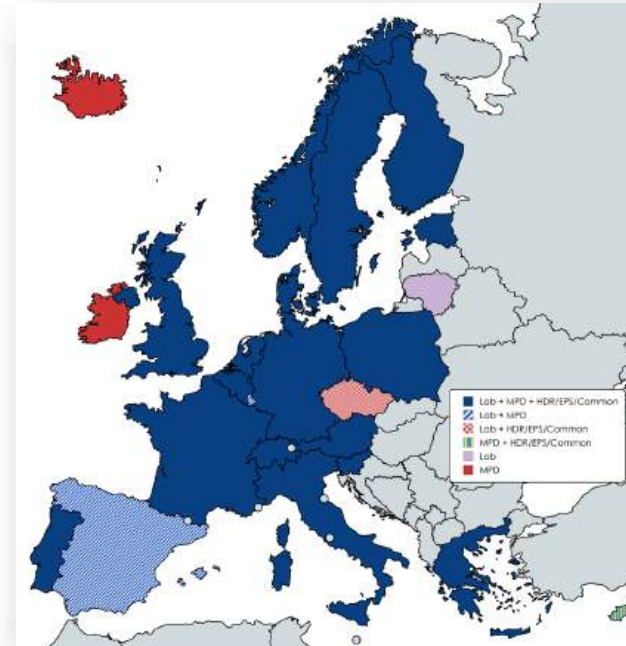 Lab + MPD + HDR/EPS/Common
Lab + MPD
Lab + HDR/EPS/Common
MPD + HDR/EPS/Common
Lab
MPD